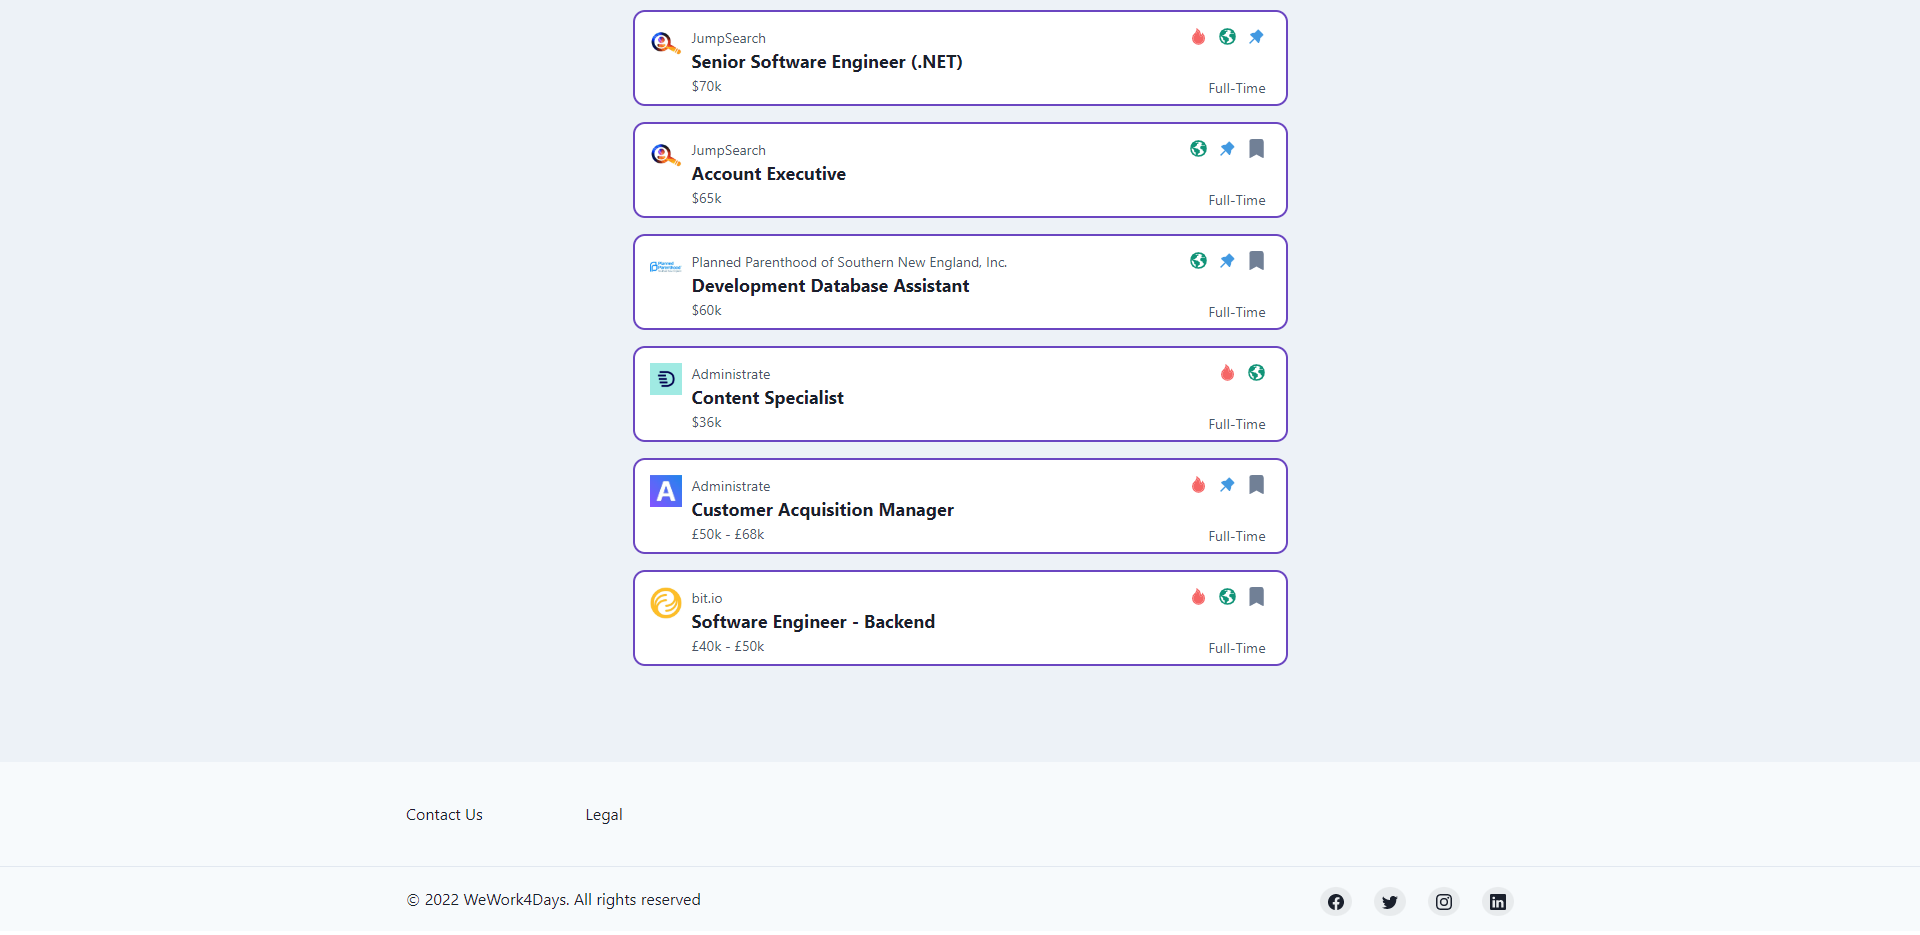 JumpSearch
Senior Software Engineer (.NET)
$70k
Full-Time
JumpSearch
Account Executive
$65k
Full-Time
Planned Parenthood of Southern New England, Inc.
Development Database Assistant
$60k
Full-Time
Administrate
Content Specialist
$36k
Full-Time
A
Administrate
Customer Acquisition Manager
£50k - £68k
Full-Time
bit.io
Software Engineer - Backend
£40k - £50k
Full-Time
Contact Us
Legal
© 2022 WeWork4Days. All rights reserved